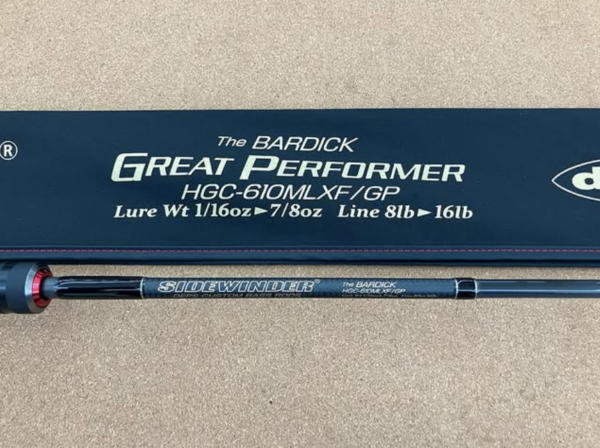 The BARDICK
GREAT PERFORMER
HGC-610MLXF/GP
Lure Wt 1/16oz►7/8oz Line 8lb►16lb
®
d
SIDEWINDER®
DEPS CUSTOM BASS RODS
The BARDICK
HGC-610MLXF/GP